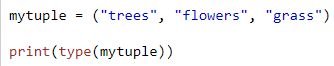 mytuple = ("trees", "flowers", "grass")
print(type(mytuple))